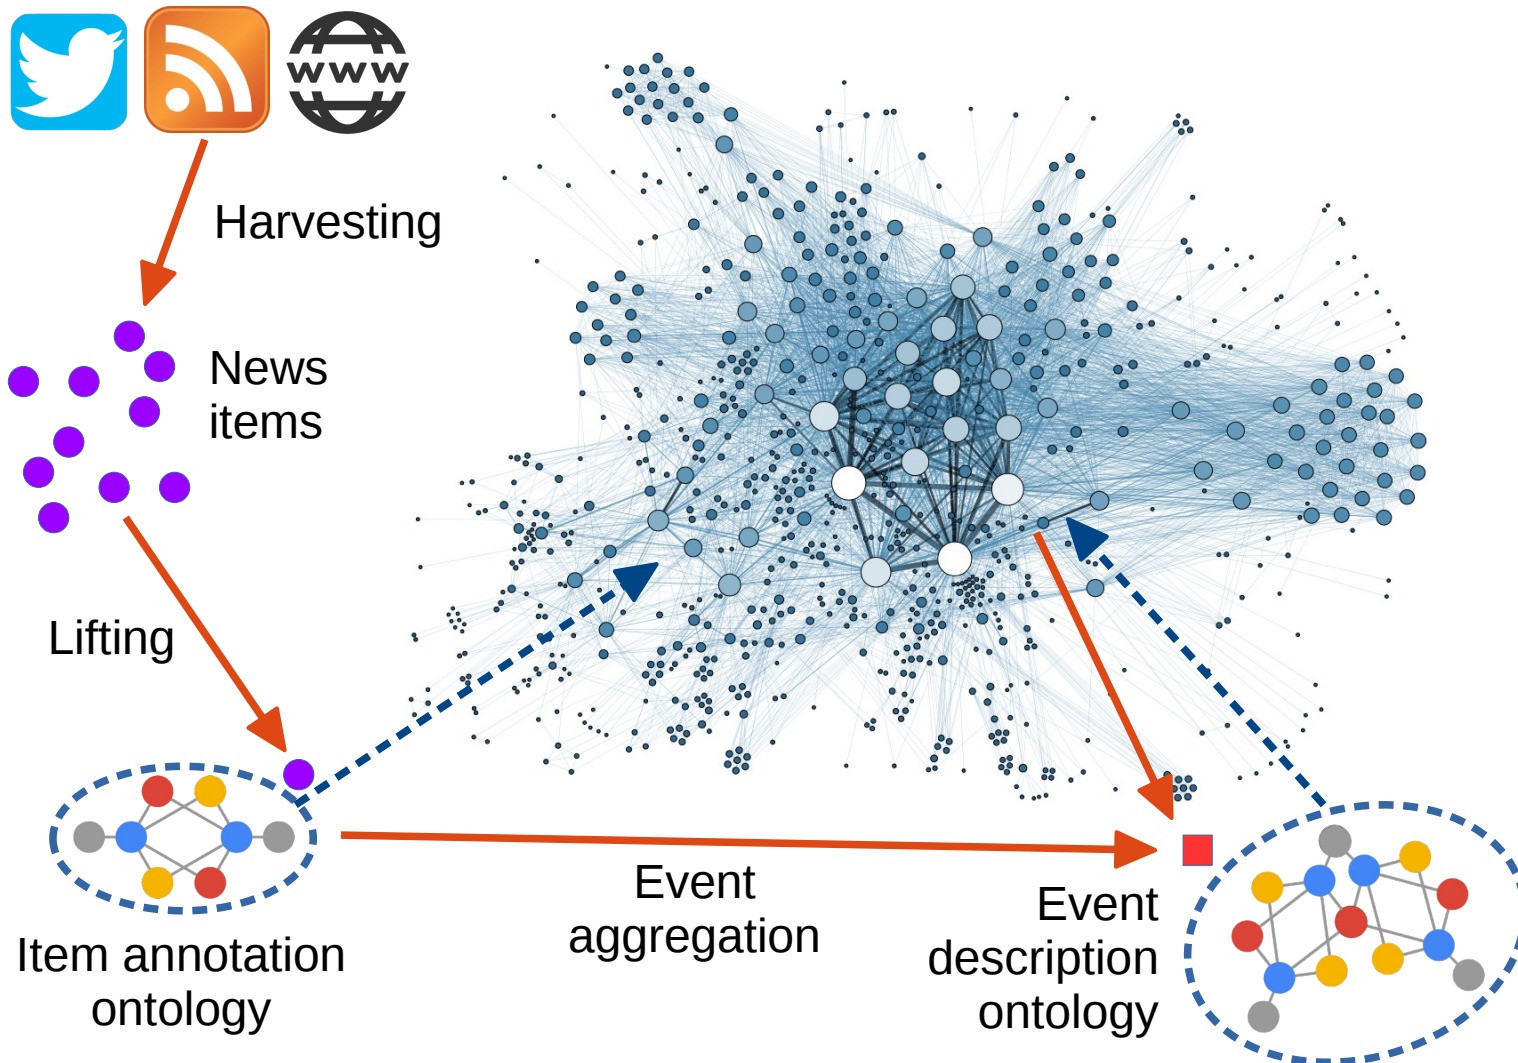 WWW
Harvesting
News
items
Lifting
Item annotation
ontology
Event
aggregation
Event
description
ontology